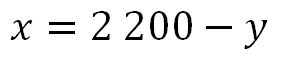 x = 2 200 − y